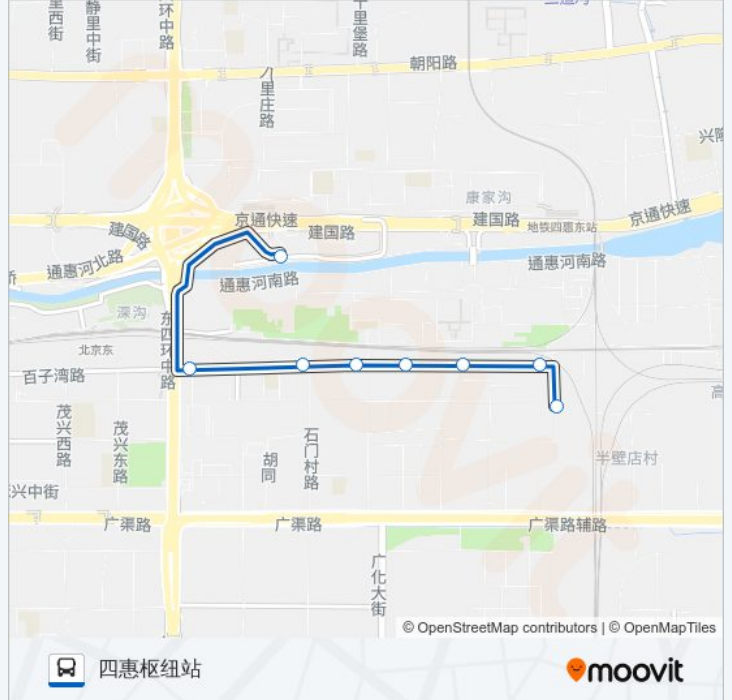 里西街
静里中街
环中路
十里堡路
八里庄路
朝阳路
康家沟
京通快速
建国路
建国路
建国路
地铁四惠东站
京通快速
通惠河北路
通惠河南路
通惠河南路
深沟
东四环中路
北京东
百子湾路
高
茂兴西路
茂兴东路
石门村路
胡同
半壁店村
兴中街
广渠路
广渠路
广渠路辅路
广化大街
© OpenStreetMap contributors | © OpenMapTiles
四惠枢纽站
moovit